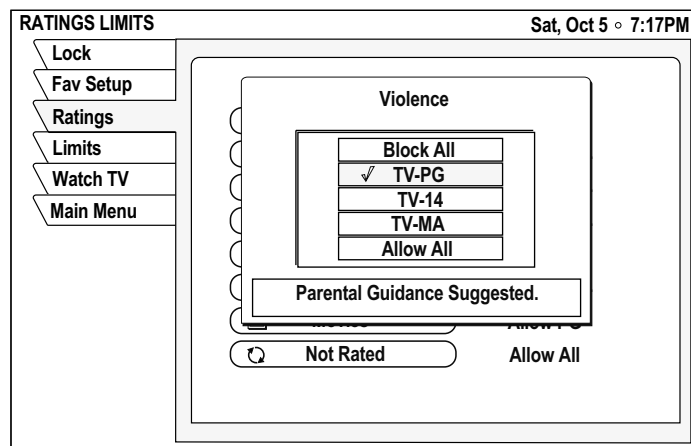 RATINGS LIMITS
Sat, Oct 5 ○ 7:17PM
Lock
Fav Setup
Ratings
Limits
Watch TV
Main Menu
Violence
Block All
✓ TV-PG
TV-14
TV-MA
Allow All
Parental Guidance Suggested.
Not Rated
Allow All